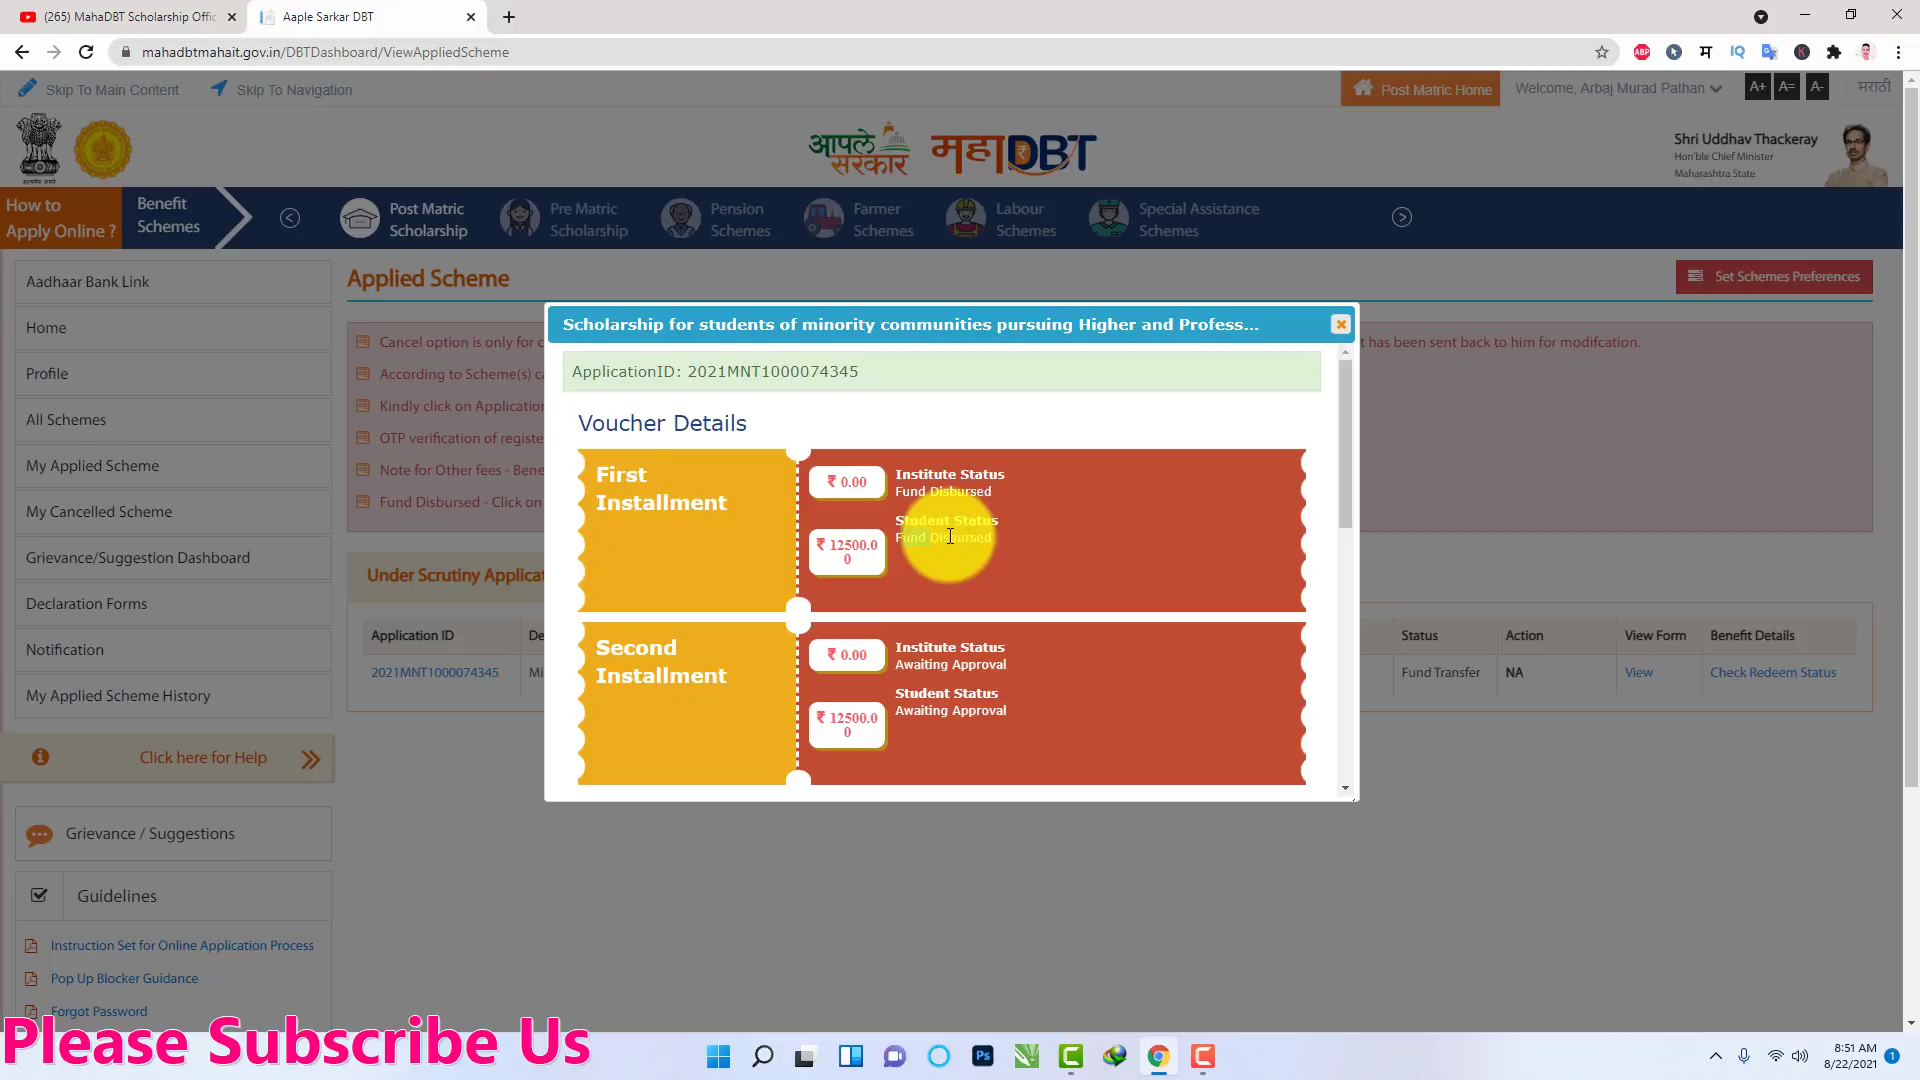 (265) MahaDBT Scholarship Offic
Aaple Sarkar DBT
mahadbtmahait.gov.in/DBTDashboard/ViewAppliedScheme
Skip To Main Content
Skip To Navigation
Post Matric Home
Welcome, Arbaj Murad Pathan
A+
A=
A-
मराठी
आपले
सरकार
महाDBT
Shri Uddhav Thackeray
Hon'ble Chief Minister
Maharashtra State
How to
Apply Online ?
Benefit
Schemes
Post Matric
Scholarship
Pre Matric
Scholarship
Pension
Schemes
Farmer
Schemes
Labour
Schemes
Special Assistance
Schemes
Aadhaar Bank Link
Home
Profile
All Schemes
My Applied Scheme
My Cancelled Scheme
Grievance/Suggestion Dashboard
Declaration Forms
Notification
My Applied Scheme History
Click here for Help
Grievance / Suggestions
Guidelines
Instruction Set for Online Application Process
Pop Up Blocker Guidance
Forgot Password
Applied Scheme
Set Schemes Preferences
Cancel option is only for c
t has been sent back to him for modifcation.
According to Scheme(s) ca
Kindly click on Application
OTP verification of registe
Note for Other fees - Bene
Fund Disbursed - Click on
Under Scrutiny Applica
Application ID
De
Status
Action
View Form
Benefit Details
2021MNT1000074345
Mi
Fund Transfer
NA
View
Check Redeem Status
Scholarship for students of minority communities pursuing Higher and Profess...
ApplicationID: 2021MNT1000074345
Voucher Details
First
Installment
₹ 0.00
Institute Status
Fund Disbursed
₹ 12500.0
0
Student Status
Fund Disbursed
Second
Installment
₹ 0.00
Institute Status
Awaiting Approval
₹ 12500.0
0
Student Status
Awaiting Approval
Please Subscribe Us
8:51 AM
8/22/2021